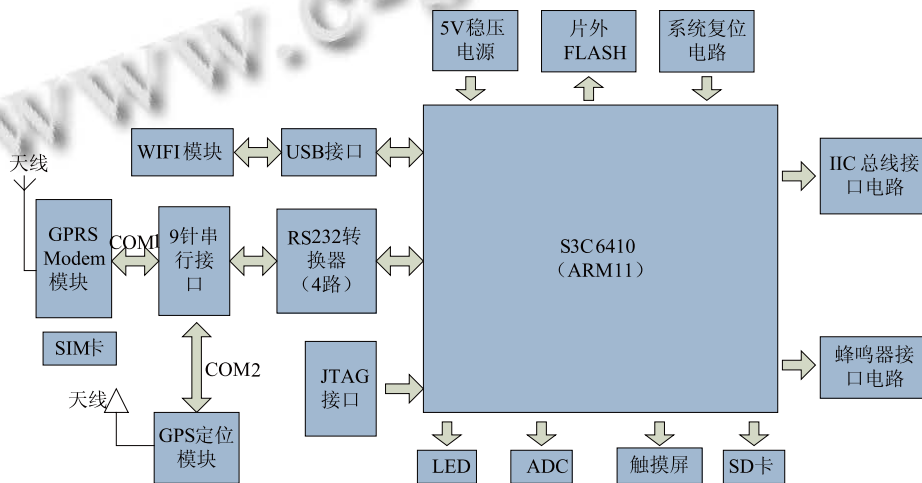 5V稳压
电源
片外
FLASH
系统复位
电路
WIFI模块
USB接口
IIC 总线接
口电路
天线
GPRS
Modem
模块
COM1
9针串
行接
口
RS232转
换器
（4路）
S3C6410
（ARM11）
SIM卡
COM2
JTAG
接口
蜂鸣器接
口电路
天线
GPS定位
模块
LED
ADC
触摸屏
SD卡
www.c-